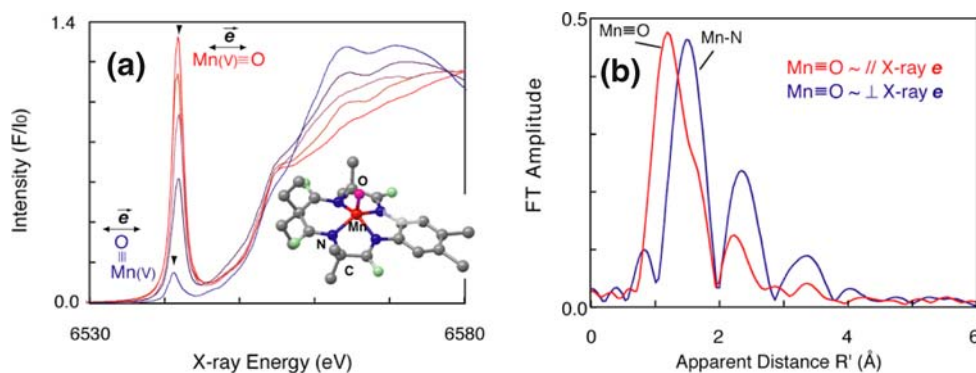 (a)
1.4
e
Mn(V)≡O
Intensity (F/I0)
e
O
≡
Mn(V)
O
Mn
N
C
0.0
6530
6580
X-ray Energy (eV)
(b)
0.5
Mn≡O
Mn-N
Mn≡O ~ // X-ray e
Mn≡O ~ ⊥ X-ray e
FT Amplitude
0.0
0
2
4
6
Apparent Distance R' (Å)